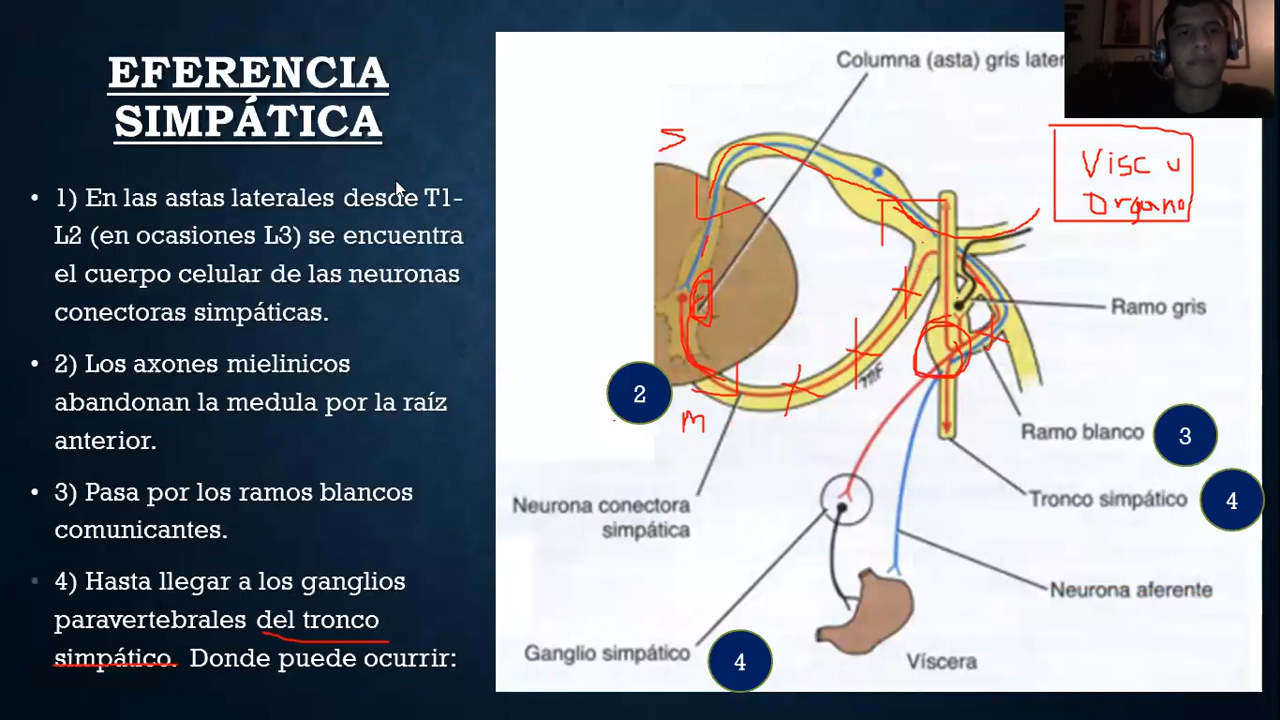 EFERENCIA
SIMPÁTICA
• 1) En las astas laterales desde T1-
L2 (en ocasiones L3) se encuentra
el cuerpo celular de las neuronas
conectoras simpáticas.
• 2) Los axones mielinicos
abandonan la medula por la raíz
anterior.
• 3) Pasa por los ramos blancos
comunicantes.
• 4) Hasta llegar a los ganglios
paravertebrales del tronco
simpático. Donde puede ocurrir:
Columna (asta) gris later
S
Visc u
Organo
Ramo gris
2
M
Ramo blanco
3
Neurona conectora
simpática
Tronco simpático
4
Neurona aferente
Ganglio simpático
4
Víscera